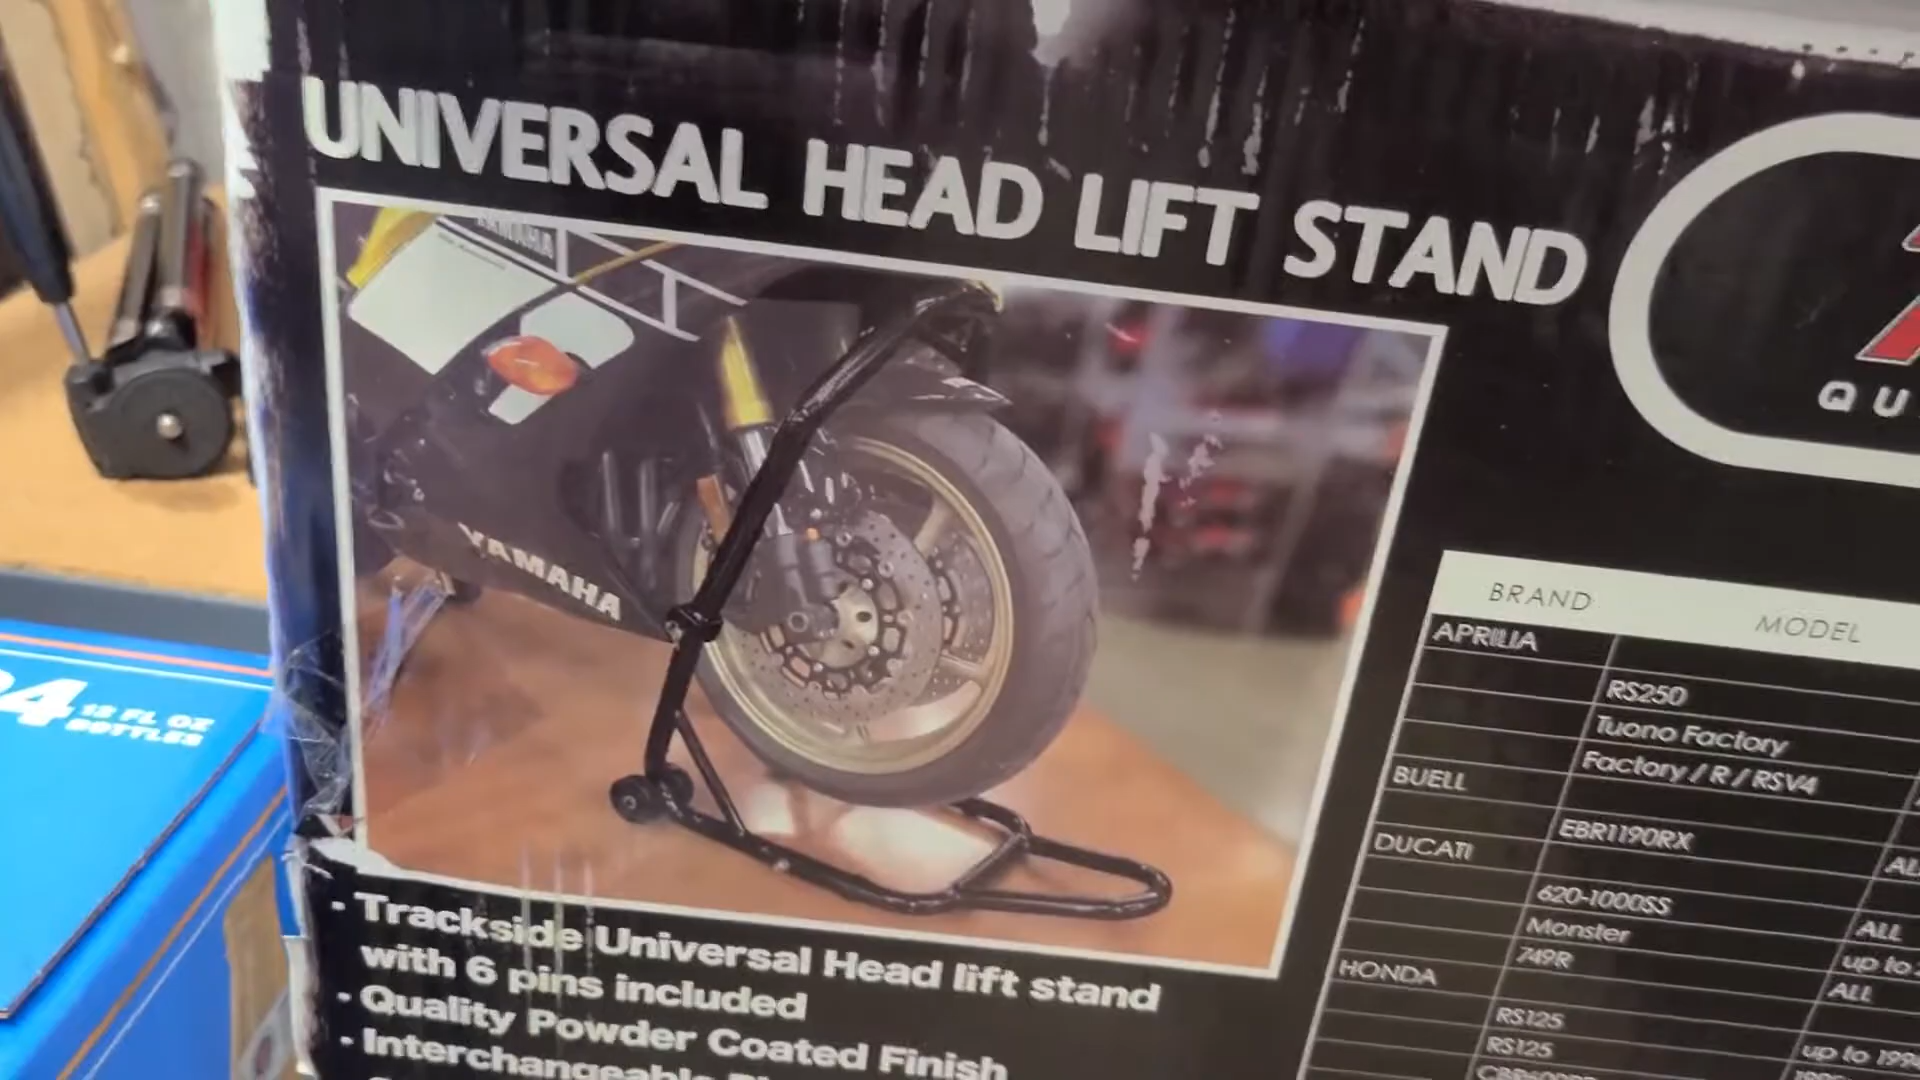 UNIVERSAL HEAD LIFT STAND
YAMAHA
YAMAHA
QU
24 12 FL OZ
BOTTLES
BRAND MODEL
APRILIA
RS250
Tuono Factory
Factory / R / RSV4
BUELL
EBR1190RX
DUCATI
620-1000SS ALL
Monster up to
749R ALL
HONDA
RS125
RS125 up to 1994
- Trackside Universal Head lift stand
with 6 pins included
- Quality Powder Coated Finish
- Interchangeable